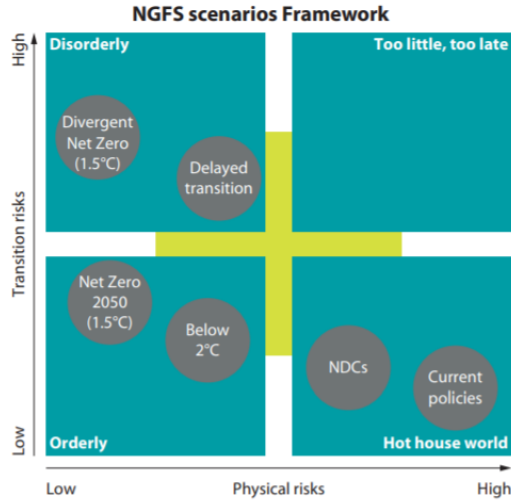 NGFS scenarios Framework
High
Transition risks
Low
Disorderly
Too little, too late
Divergent
Net Zero
(1.5°C)
Delayed
transition
Net Zero
2050
(1.5°C)
Below
2°C
NDCs
Current
policies
Orderly
Hot house world
Low
Physical risks
High